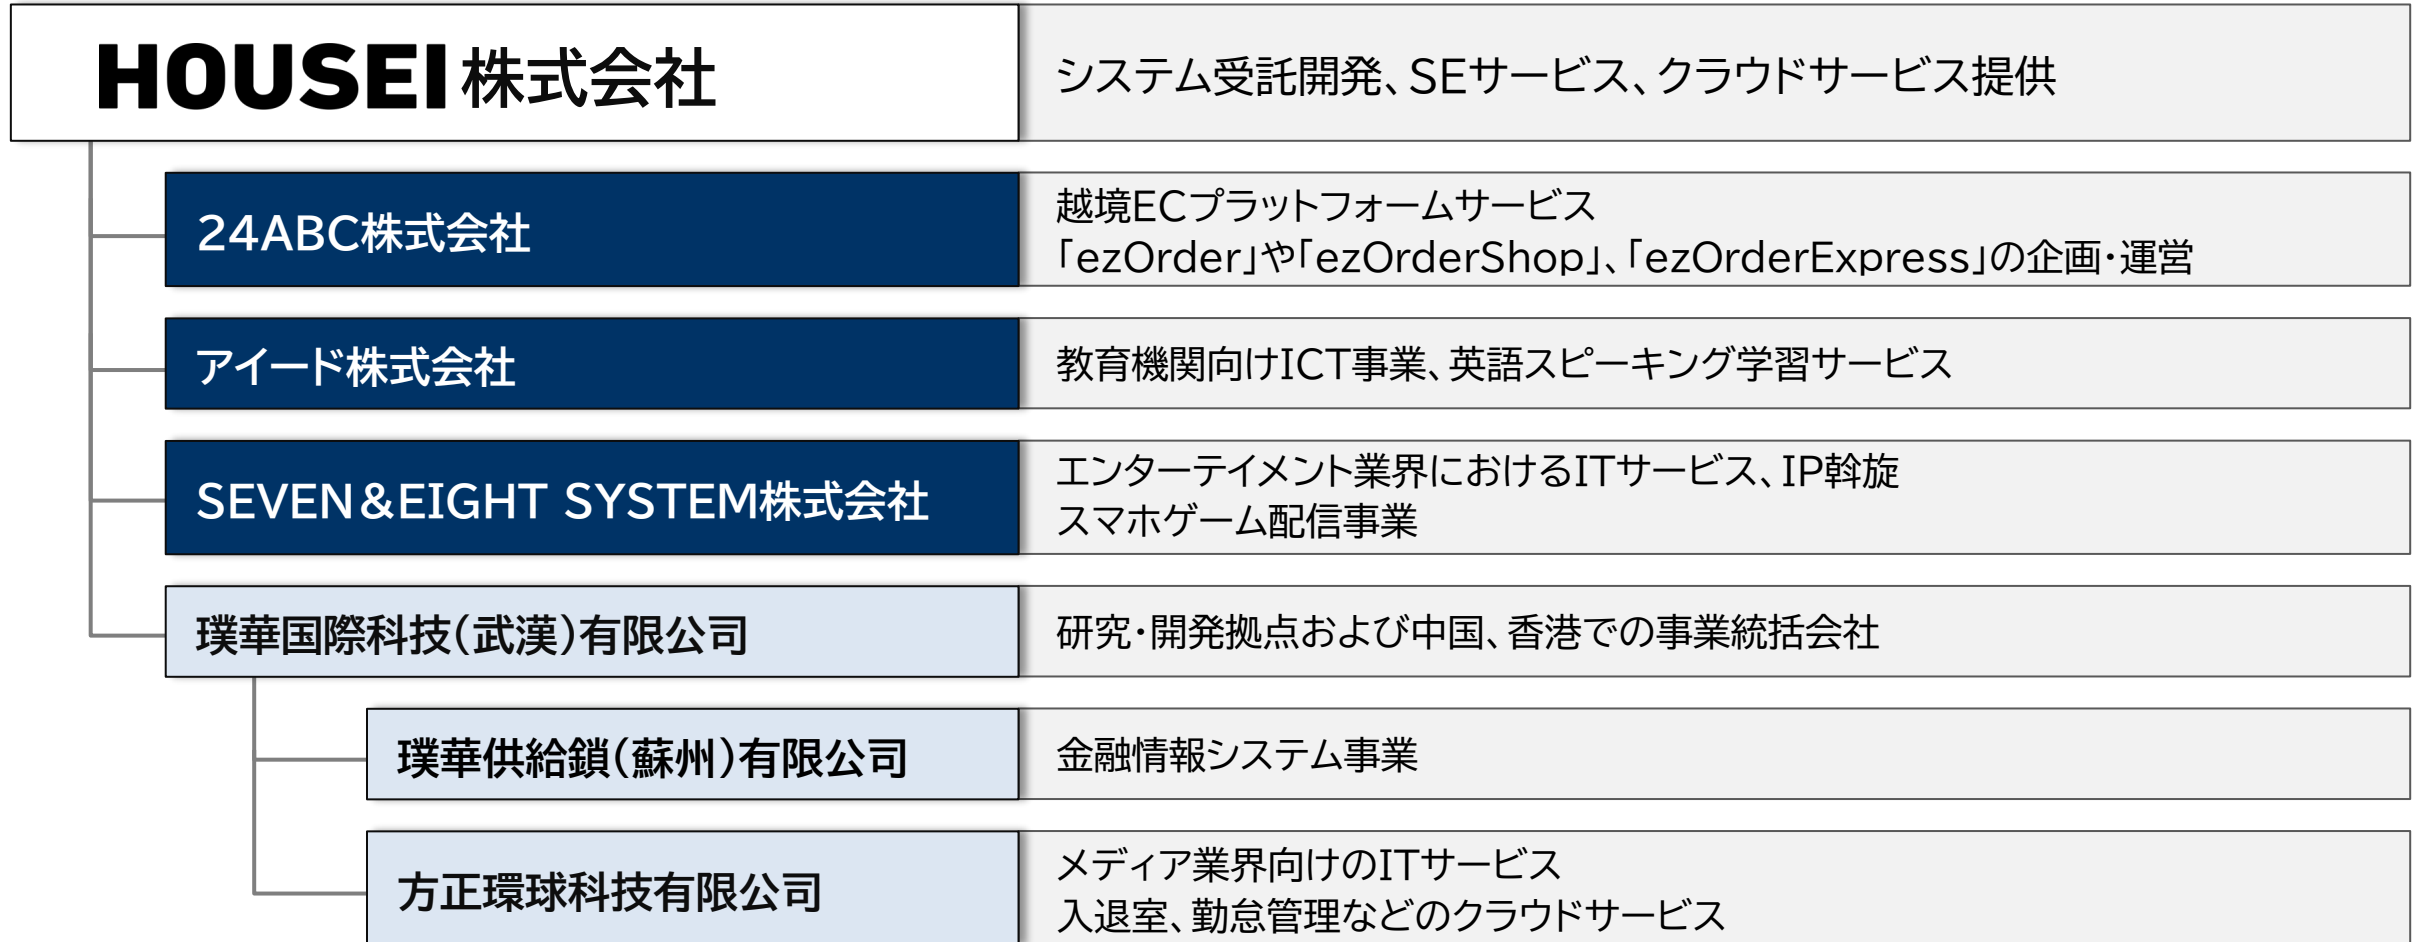 HOUSEI 株式会社
システム受託開発、SEサービス、クラウドサービス提供
24ABC株式会社
越境ECプラットフォームサービス
「ezOrder」や「ezOrderShop」、「ezOrderExpress」の企画・運営
アイード株式会社
教育機関向けICT事業、英語スピーキング学習サービス
SEVEN＆EIGHT SYSTEM株式会社
エンターテイメント業界におけるITサービス、IP斡旋
スマホゲーム配信事業
璞華国際科技(武漢)有限公司
研究・開発拠点および中国、香港での事業統括会社
璞華供給鎖(蘇州)有限公司
金融情報システム事業
方正環球科技有限公司
メディア業界向けのITサービス
入退室、勤怠管理などのクラウドサービス